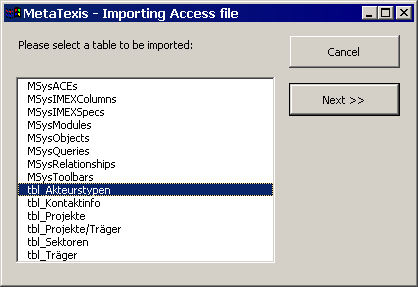 MetaTexis - Importing Access file
Please select a table to be imported:
Cancel
Next >>
MSysACEs
MSysIMEXColumns
MSysIMEXSpecs
MSysModules
MSysObjects
MSysQueries
MSysRelationships
MSysToolbars
tbl_Akteurstypen
tbl_Kontaktinfo
tbl_Projekte
tbl_Projekte/Träger
tbl_Sektoren
tbl_Träger